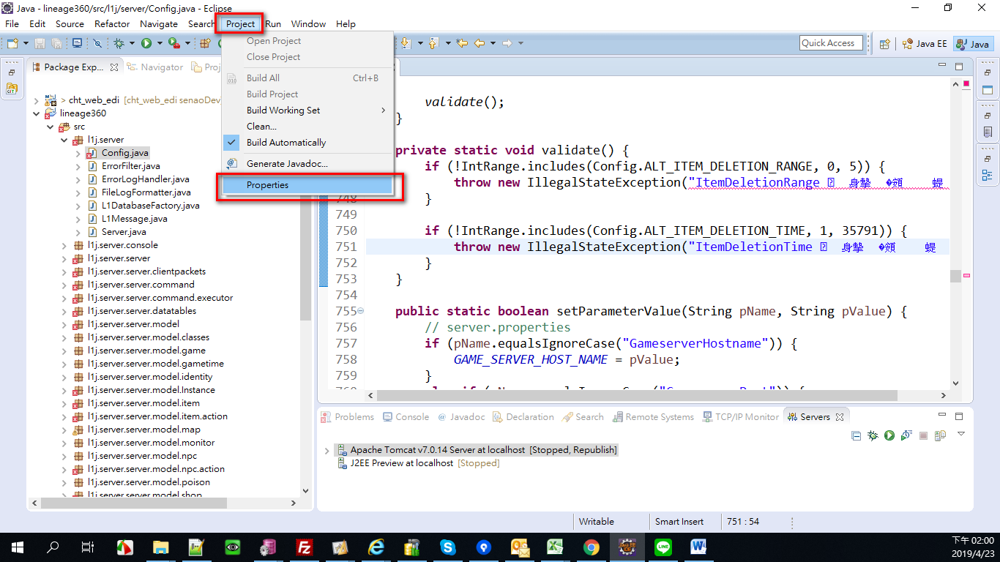 Java - lineage360/src/l1j/server/Config.java - Eclipse
File Edit Source Refactor Navigate Search Project Run Window Help
Quick Access
Java EE
Java
Open Project
Close Project
Build All Ctrl+B
Build Project
Build Working Set
Clean...
Build Automatically
Generate Javadoc...
Properties
Package Exp...
Navigator
> cht_web_edi [cht_web_edi senaoDev
lineage360
src
l1j.server
Config.java
ErrorFilter.java
ErrorLogHandler.java
FileLogFormatter.java
L1DatabaseFactory.java
L1Message.java
Server.java
l1j.server.console
l1j.server.server
l1j.server.server.clientpackets
l1j.server.server.command
l1j.server.server.command.executor
l1j.server.server.datatables
l1j.server.server.model
l1j.server.server.model.classes
l1j.server.server.model.game
l1j.server.server.model.gametime
l1j.server.server.model.identity
l1j.server.server.model.Instance
l1j.server.server.model.item
l1j.server.server.model.item.action
l1j.server.server.model.map
l1j.server.server.model.monitor
l1j.server.server.model.npc
l1j.server.server.model.npc.action
l1j.server.server.model.poison
l1j.server.server.model.shop
validate();
}
private static void validate() {
if (!IntRange.includes(Config.ALT_ITEM_DELETION_RANGE, 0, 5)) {
throw new IllegalStateException("ItemDeletionRange
748 }
749
750 if (!IntRange.includes(Config.ALT_ITEM_DELETION_TIME, 1, 35791)) {
751 throw new IllegalStateException("ItemDeletionTime
752 }
753 }
754
755 public static boolean setParameterValue(String pName, String pValue) {
756 // server.properties
757 if (pName.equalsIgnoreCase("GameserverHostname")) {
758 GAME_SERVER_HOST_NAME = pValue;
759 }
Problems Console @ Javadoc Declaration Search Remote Systems TCP/IP Monitor Servers
Apache Tomcat v7.0.14 Server at localhost [Stopped, Republish]
J2EE Preview at localhost [Stopped]
Writable Smart Insert 751 : 54
下午 02:00
2019/4/23